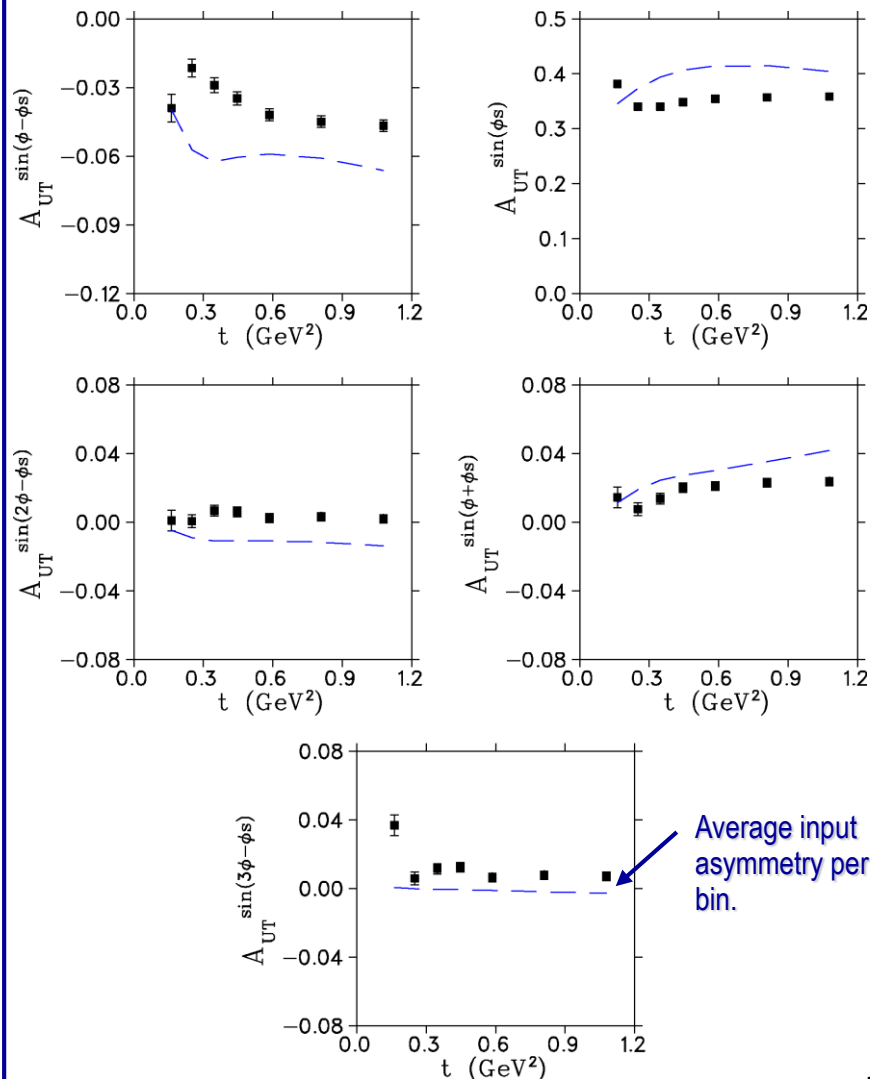 0.00
−0.03
−0.06
−0.09
−0.12
0.0 0.3 0.6 0.9 1.2
t (GeV²)
A_UT^sin(ϕ−ϕs)
0.5
0.4
0.3
0.2
0.1
0.0
0.0 0.3 0.6 0.9 1.2
t (GeV²)
A_UT^sin(ϕs)
0.08
0.04
0.00
−0.04
−0.08
0.0 0.3 0.6 0.9 1.2
t (GeV²)
A_UT^sin(2ϕ−ϕs)
0.08
0.04
0.00
−0.04
−0.08
0.0 0.3 0.6 0.9 1.2
t (GeV²)
A_UT^sin(ϕ+ϕs)
0.08
0.04
0.00
−0.04
−0.08
0.0 0.3 0.6 0.9 1.2
t (GeV²)
A_UT^sin(3ϕ−ϕs)
Average input
asymmetry per
bin.